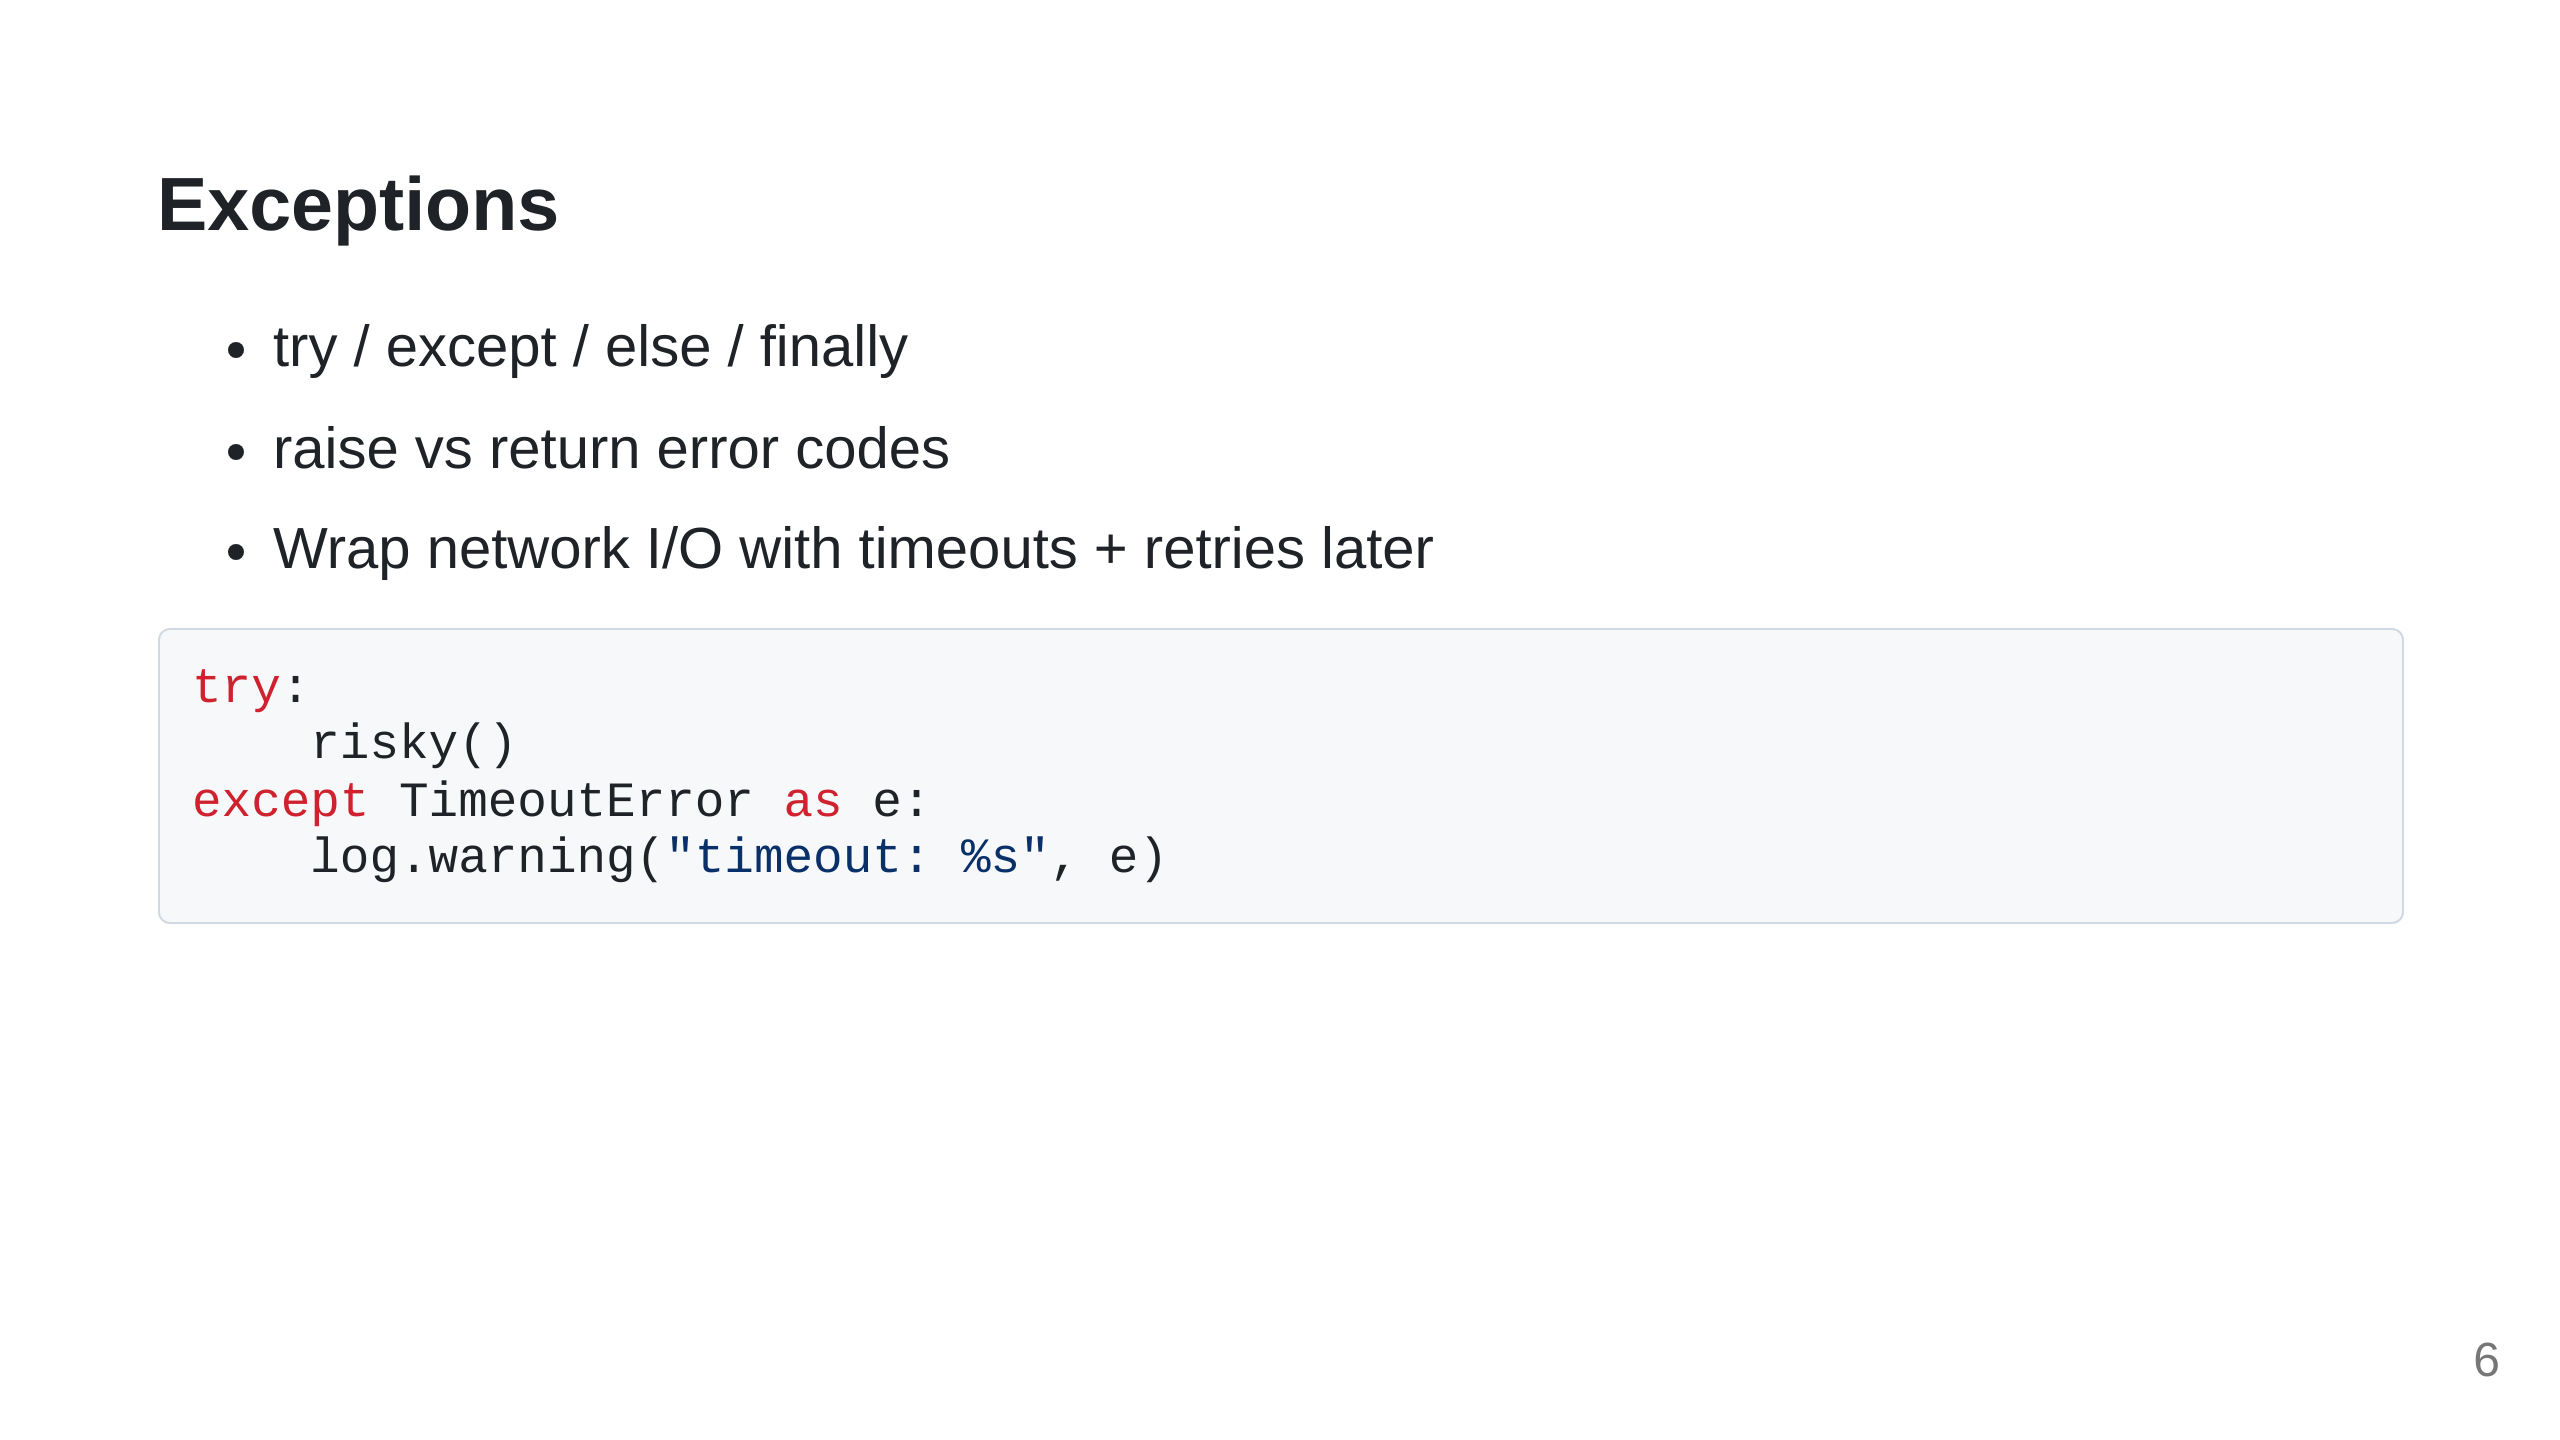 Exceptions
• try / except / else / finally
• raise vs return error codes
• Wrap network I/O with timeouts + retries later
try:
    risky()
except TimeoutError as e:
    log.warning("timeout: %s", e)
6